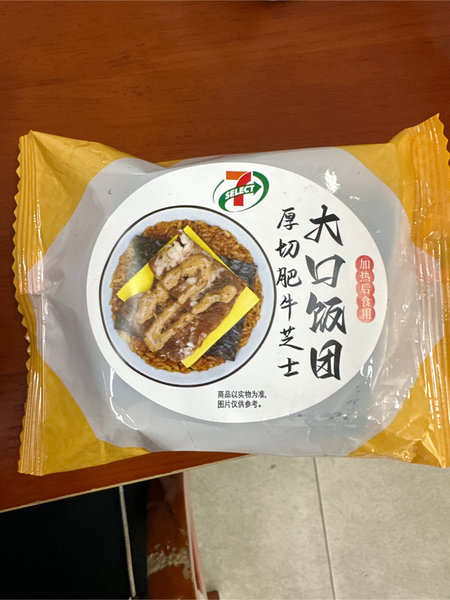 7
SELECT
大口饭团
加热后食用
厚切肥牛芝士
商品以实物为准,
图片仅供参考。